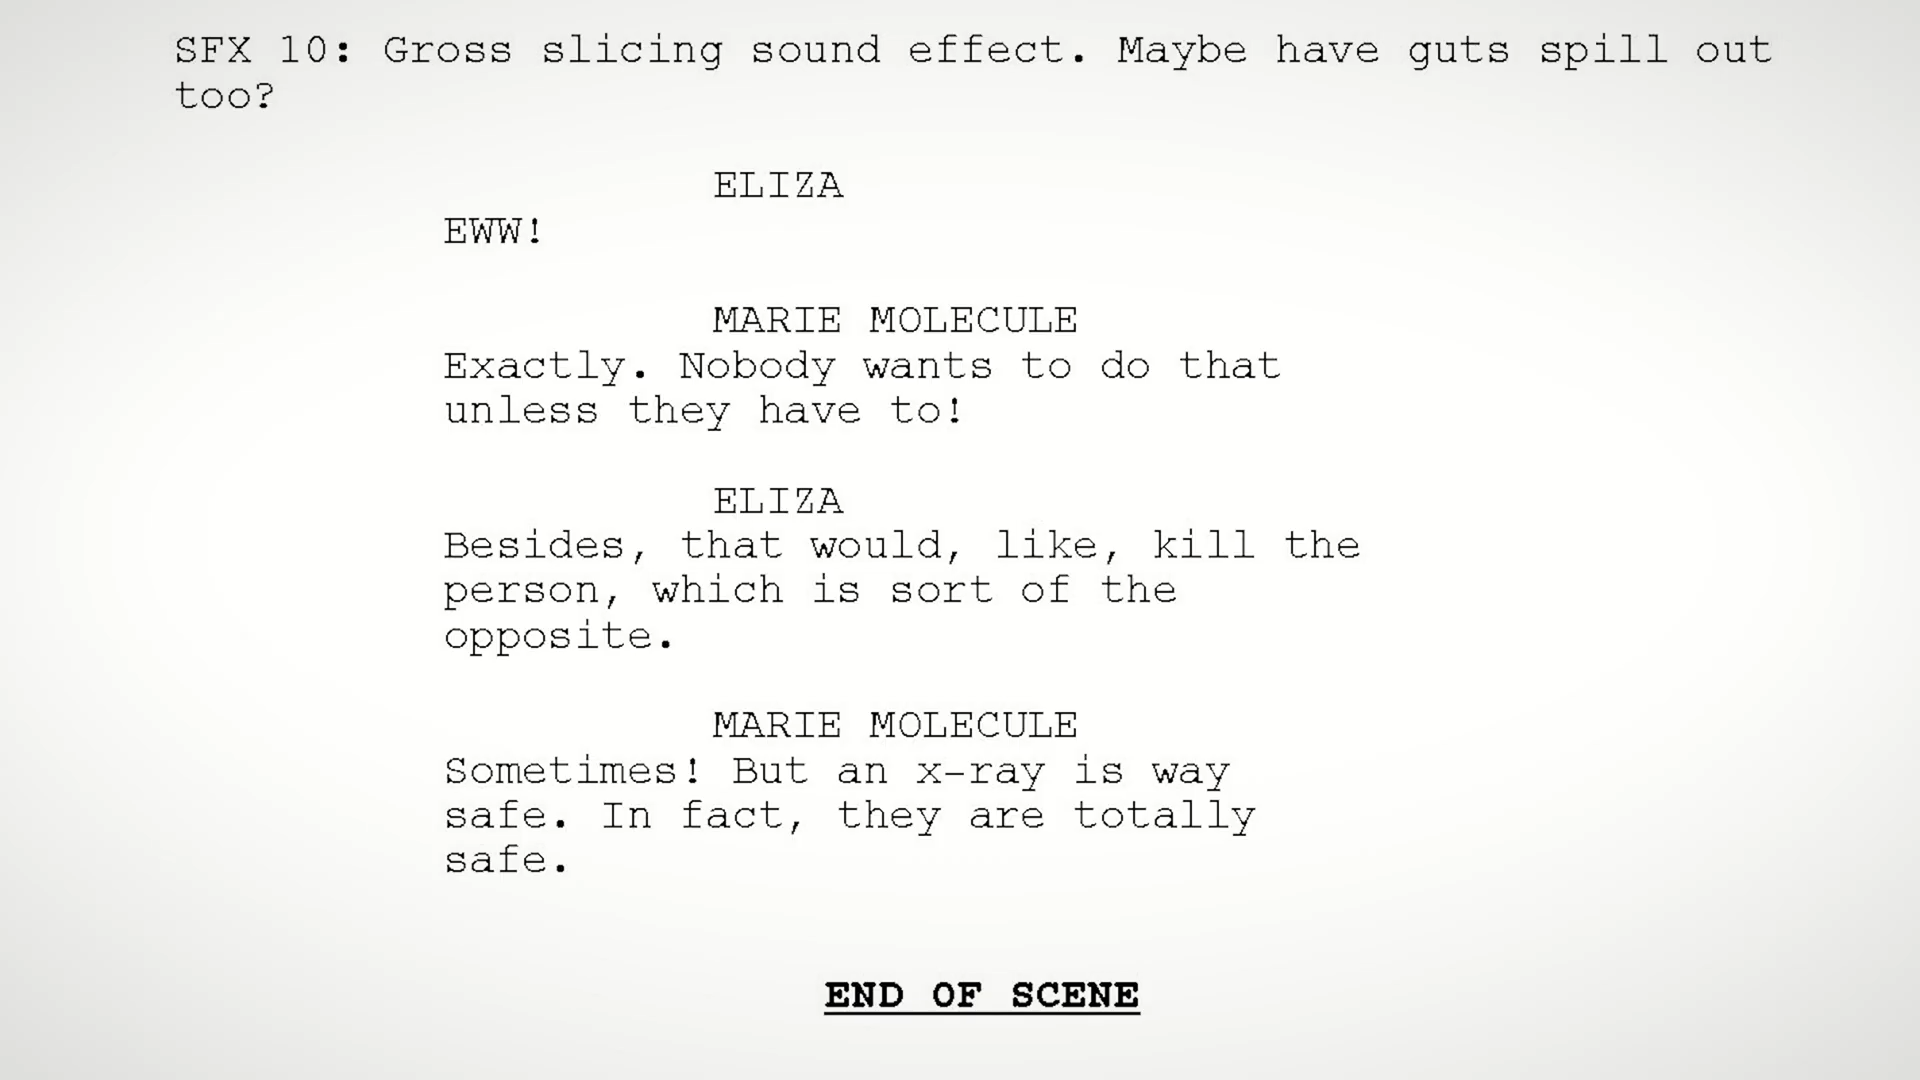 SFX 10: Gross slicing sound effect. Maybe have guts spill out
too?
ELIZA
EWW!
MARIE MOLECULE
Exactly. Nobody wants to do that
unless they have to!
ELIZA
Besides, that would, like, kill the
person, which is sort of the
opposite.
MARIE MOLECULE
Sometimes! But an x-ray is way
safe. In fact, they are totally
safe.
END OF SCENE